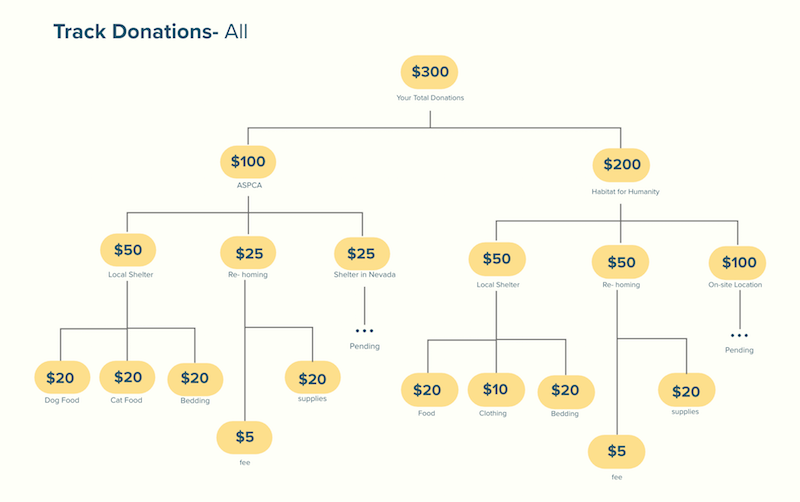 Track Donations- All
$300
Your Total Donations
$100
ASPCA
$200
Habitat for Humanity
$50
Local Shelter
$25
Re- homing
$25
Shelter in Nevada
$50
Local Shelter
$50
Re- homing
$100
On-site Location
...
Pending
...
Pending
$20
Dog Food
$20
Cat Food
$20
Bedding
$20
supplies
$20
Food
$10
Clothing
$20
Bedding
$20
supplies
$5
fee
$5
fee